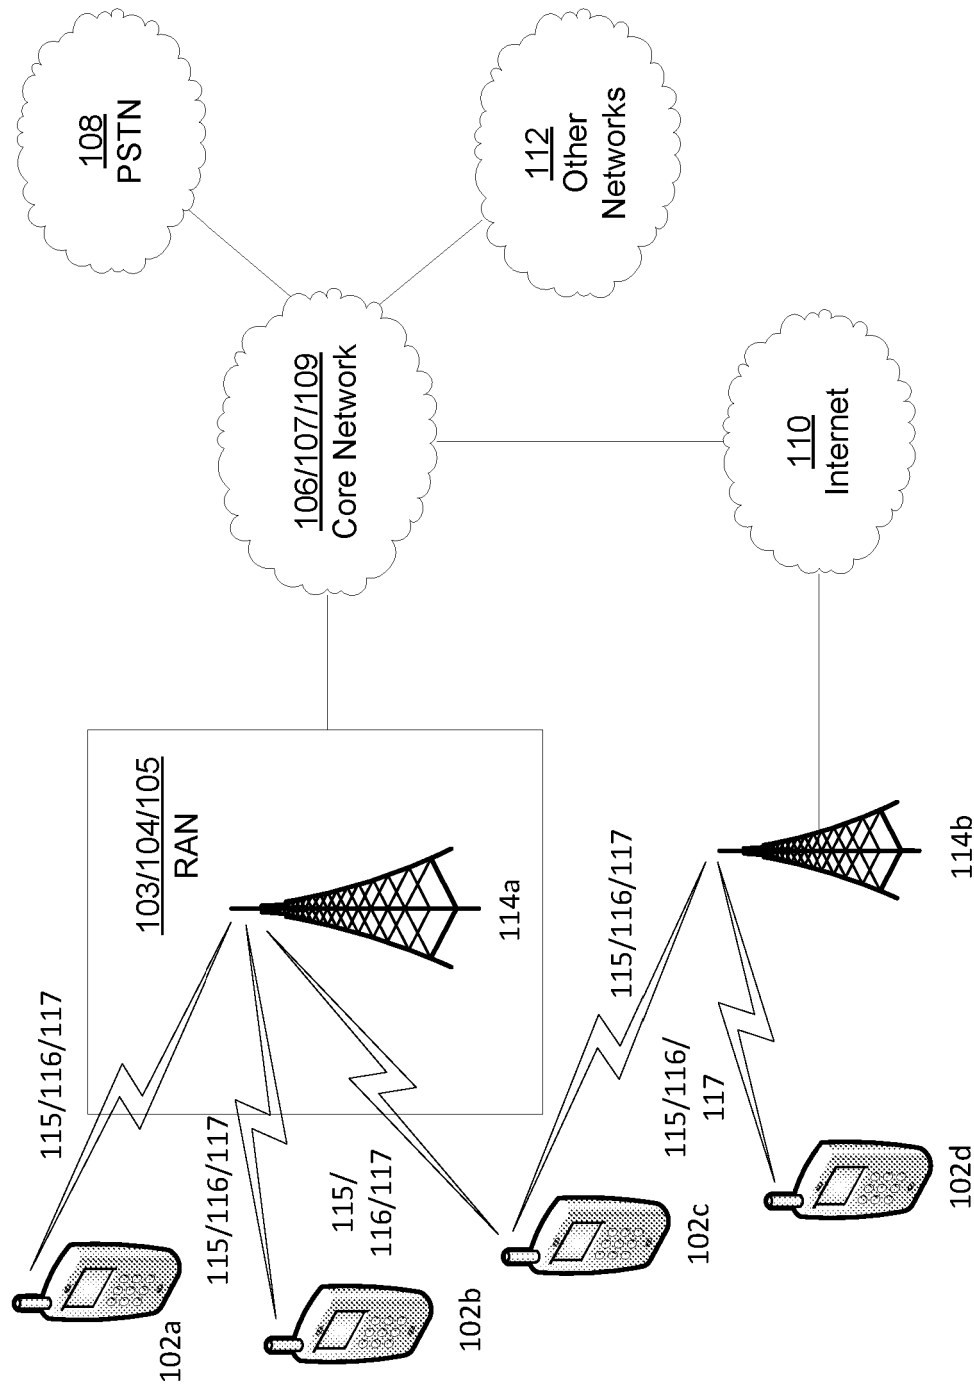 115/116/117
102a
103/104/105
RAN
114a
115/116/117
102b
115/
116/117
102c
106/107/109
Core Network
108
PSTN
112
Other
Networks
115/116/117
115/116/
117
102d
114b
110
Internet